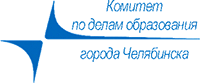 Комитет
по делам образования
города Челябинска